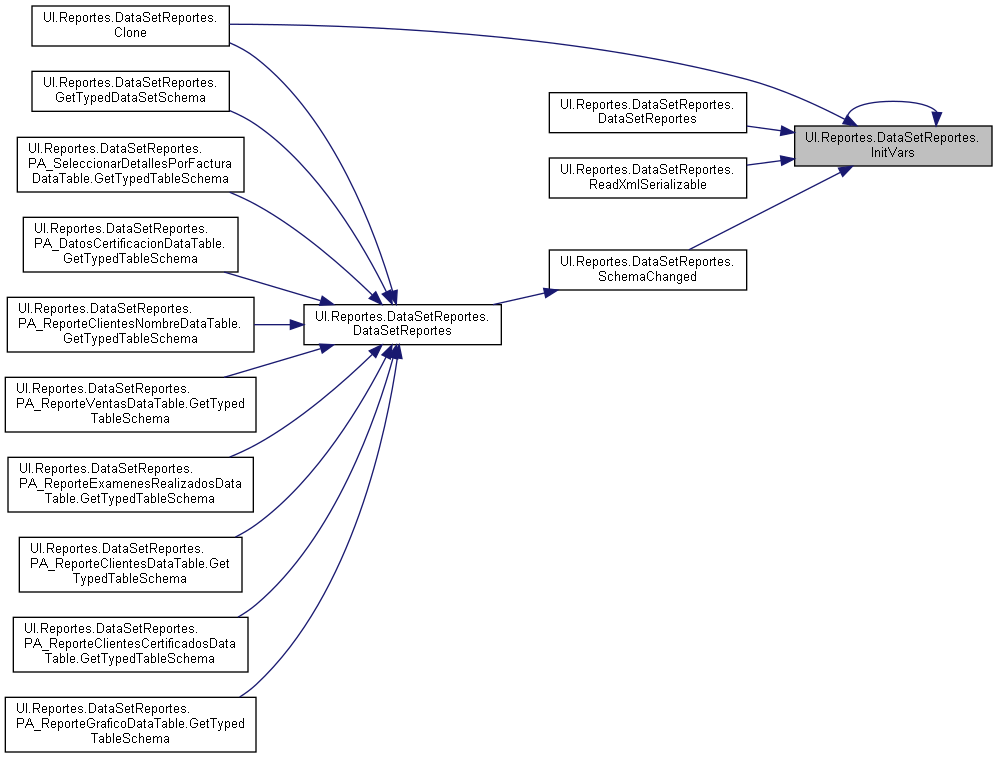 UI.Reportes.DataSetReportes.
Clone
UI.Reportes.DataSetReportes.
GetTypedDataSetSchema
UI.Reportes.DataSetReportes.
PA_SeleccionarDetallesPorFactura
DataTable.GetTypedTableSchema
UI.Reportes.DataSetReportes.
PA_DatosCertificacionDataTable.
GetTypedTableSchema
UI.Reportes.DataSetReportes.
PA_ReporteClientesNombreDataTable.
GetTypedTableSchema
UI.Reportes.DataSetReportes.
PA_ReporteVentasDataTable.GetTyped
TableSchema
UI.Reportes.DataSetReportes.
PA_ReporteExamenesRealizadosData
Table.GetTypedTableSchema
UI.Reportes.DataSetReportes.
PA_ReporteClientesDataTable.Get
TypedTableSchema
UI.Reportes.DataSetReportes.
PA_ReporteClientesCertificadosData
Table.GetTypedTableSchema
UI.Reportes.DataSetReportes.
PA_ReporteGraficoDataTable.GetTyped
TableSchema
UI.Reportes.DataSetReportes.
DataSetReportes
UI.Reportes.DataSetReportes.
DataSetReportes
UI.Reportes.DataSetReportes.
ReadXmlSerializable
UI.Reportes.DataSetReportes.
SchemaChanged
UI.Reportes.DataSetReportes.
InitVars